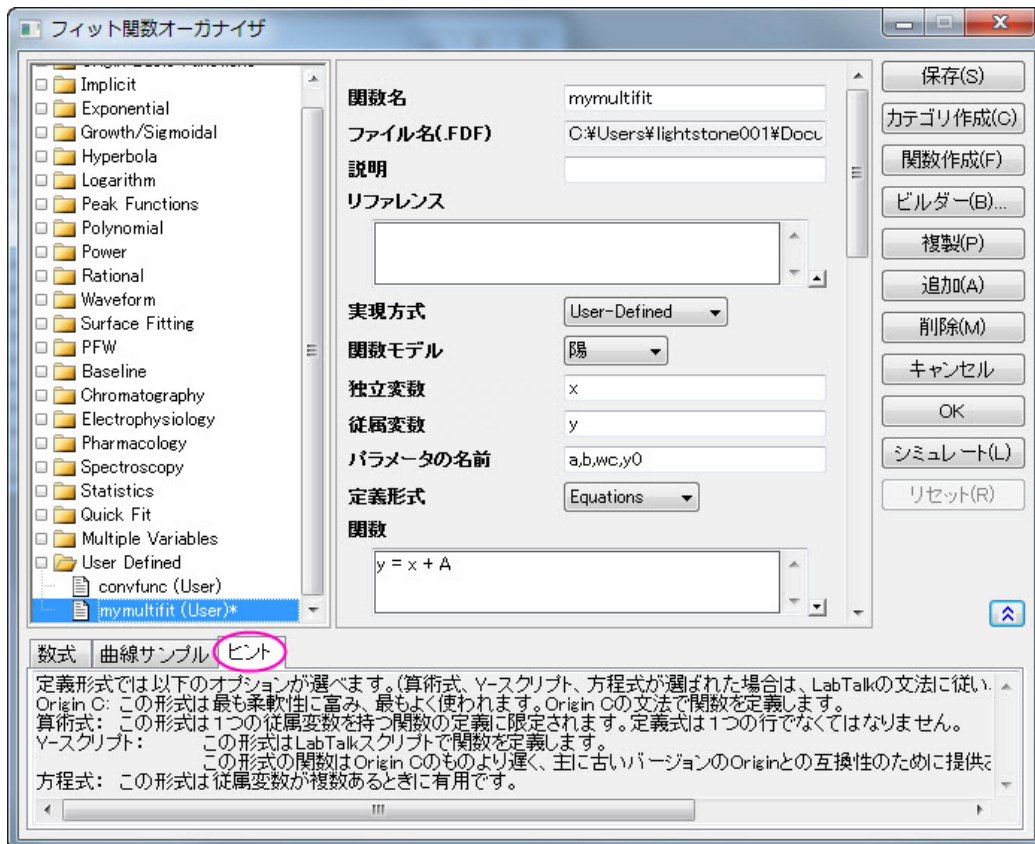 フィット関数オーガナイザ
Implicit
Exponential
Growth/Sigmoidal
Hyperbola
Logarithm
Peak Functions
Polynomial
Power
Rational
Waveform
Surface Fitting
PFW
Baseline
Chromatography
Electrophysiology
Pharmacology
Spectroscopy
Statistics
Quick Fit
Multiple Variables
User Defined
convfunc (User)
mymultifit (User)*
関数名 mymultifit
ファイル名(.FDF) C:¥Users¥lightstone001¥Docu
説明
リファレンス
実現方式 User-Defined
関数モデル 陽
独立変数 x
従属変数 y
パラメータの名前 a,b,wc,y0
定義形式 Equations
関数
y = x + A
保存(S)
カテゴリ作成(C)
関数作成(F)
ビルダー(B)...
複製(P)
追加(A)
削除(M)
キャンセル
OK
シミュレート(L)
リセット(R)
数式 曲線サンプル ヒント
定義形式では以下のオプションが選べます。(算術式、Y-スクリプト、方程式が選ばれた場合は、LabTalkの文法に従い.
Origin C: この形式は最も柔軟性に富み、最もよく使われます。Origin Cの文法で関数を定義します。
算術式: この形式は1つの従属変数を持つ関数の定義に限定されます。定義式は1つの行でなくてはなりません。
Y-スクリプト: この形式はLabTalkスクリプトで関数を定義します。
この形式の関数はOrigin Cのものより遅く、主に古いバージョンのOriginとの互換性のために提供
方程式: この形式は従属変数が複数あるときに有用です。